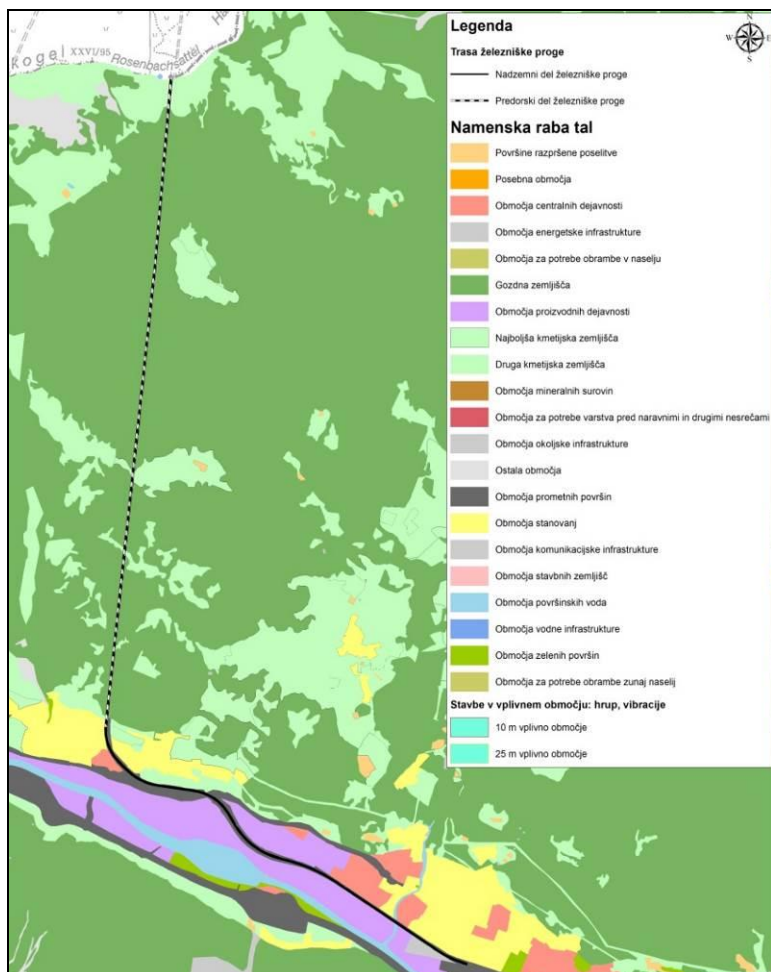 Kogel XXVI/95 Rosenbachsattel Ha
N
W E
S
Legenda
Trasa železniške proge
Nadzemni del železniške proge
Predorski del železniške proge
Namenska raba tal
Površine razpršene poselitve
Posebna območja
Območja centralnih dejavnosti
Območja energetske infrastrukture
Območja za potrebe obrambe v naselju
Gozdna zemljišča
Območja proizvodnih dejavnosti
Najboljša kmetijska zemljišča
Druga kmetijska zemljišča
Območja mineralnih surovin
Območja za potrebe varstva pred naravnimi in drugimi nesrečami
Območja okoljske infrastrukture
Ostala območja
Območja prometnih površin
Območja stanovanj
Območja komunikacijske infrastrukture
Območja stavbnih zemljišč
Območja površinskih voda
Območja vodne infrastrukture
Območja zelenih površin
Območja za potrebe obrambe zunaj naselij
Stavbe v vplivnem območju: hrup, vibracije
10 m vplivno območje
25 m vplivno območje